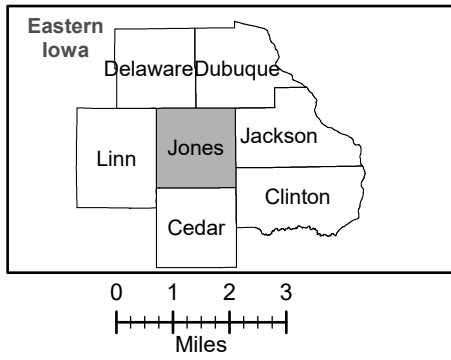 Eastern
Iowa
Delaware Dubuque
Jackson
Linn Jones
Clinton
Cedar
0 1 2 3
Miles